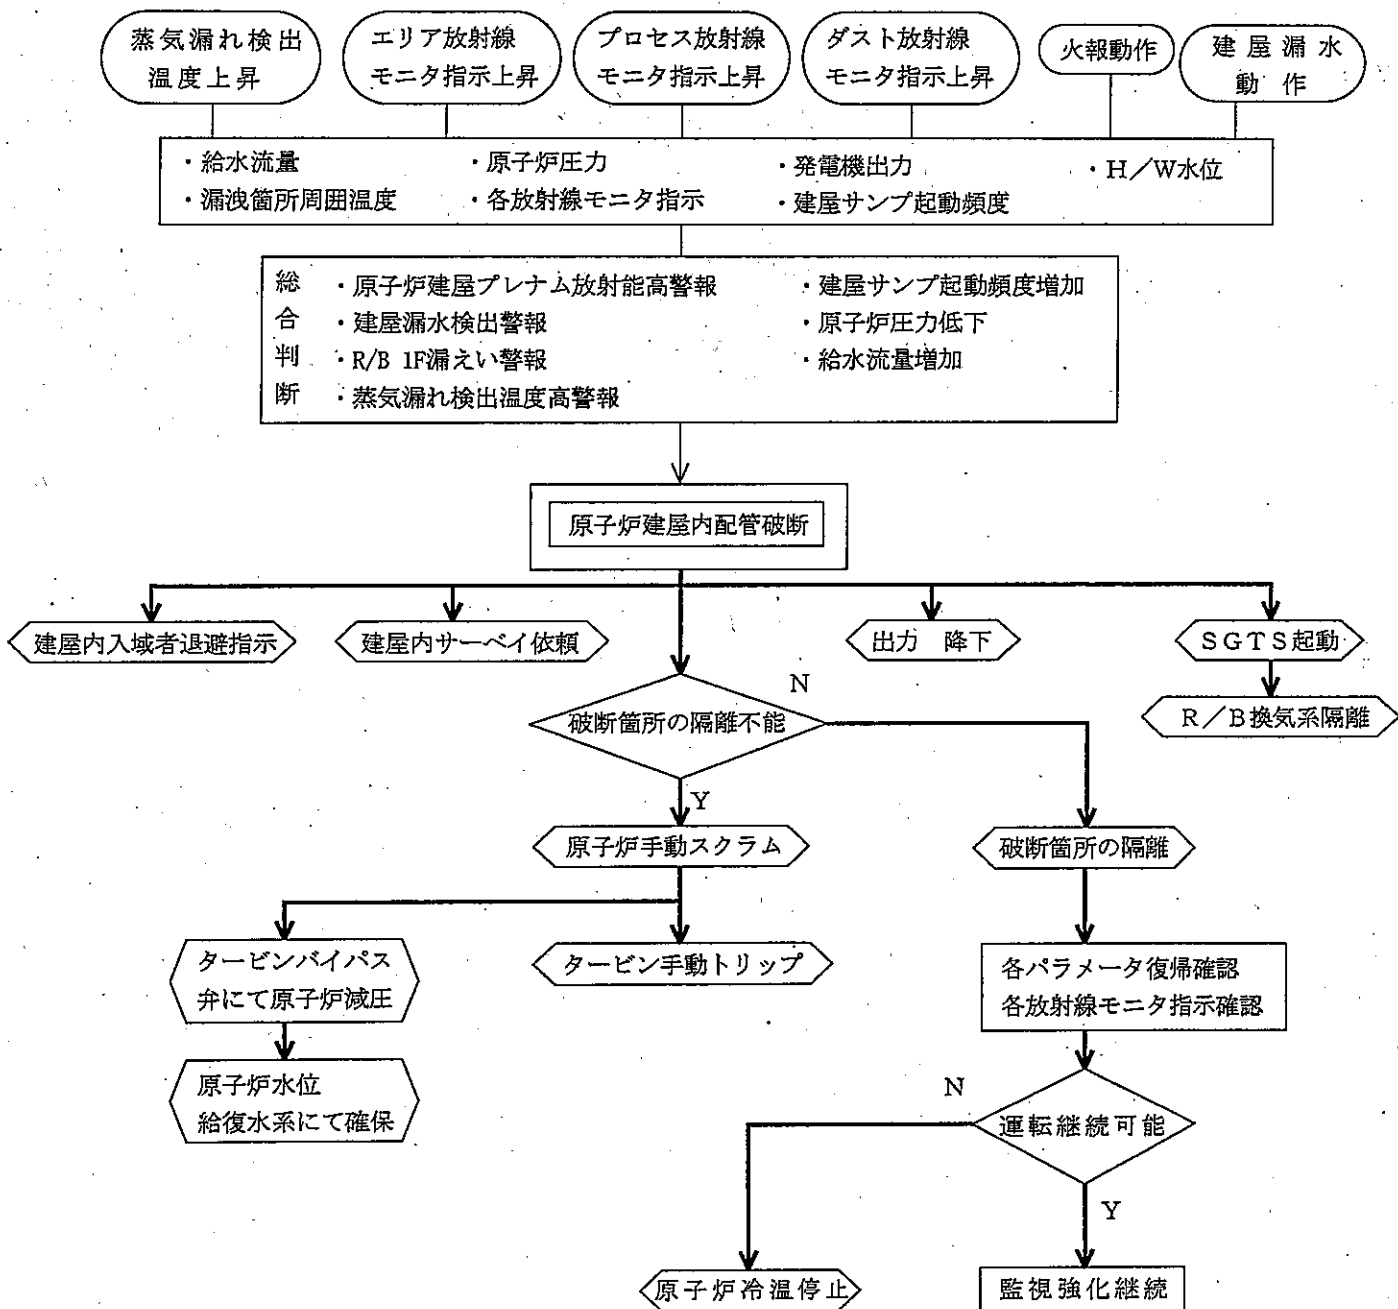 蒸気漏れ検出
温度上昇
エリア放射線
モニタ指示上昇
プロセス放射線
モニタ指示上昇
ダスト放射線
モニタ指示上昇
火報動作
建屋漏水
動作
・給水流量
・原子炉圧力
・発電機出力
・H／W水位
・漏洩箇所周囲温度
・各放射線モニタ指示
・建屋サンプ起動頻度
総合判断
・原子炉建屋プレナム放射能高警報
・建屋サンプ起動頻度増加
・建屋漏水検出警報
・原子炉圧力低下
・R/B 1F漏えい警報
・給水流量増加
・蒸気漏れ検出温度高警報
原子炉建屋内配管破断
建屋内入域者退避指示
建屋内サーベイ依頼
出力　降下
SGTS起動
R／B換気系隔離
破断箇所の隔離不能
N
Y
原子炉手動スクラム
破断箇所の隔離
タービンバイパス
弁にて原子炉減圧
タービン手動トリップ
各パラメータ復帰確認
各放射線モニタ指示確認
原子炉水位
給復水系にて確保
N
運転継続可能
Y
原子炉冷温停止
監視強化継続